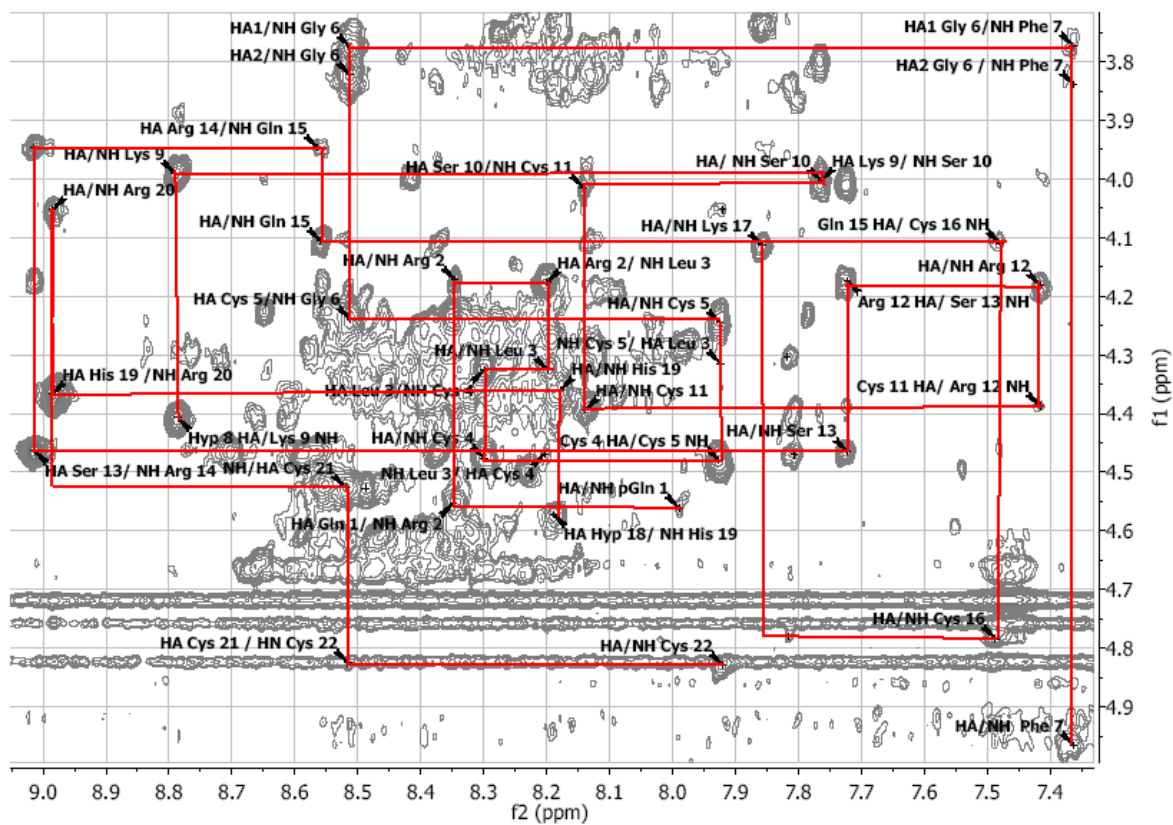 HA1/NH Gly 6
HA1 Gly 6/NH Phe 7
HA2/NH Gly 6
HA2 Gly 6 / NH Phe 7
HA Arg 14/NH Gln 15
HA/NH Lys 9
HA Ser 10/NH Cys 11
HA/ NH Ser 10
HA Lys 9/ NH Ser 10
HA/NH Arg 20
HA/NH Gln 15
HA/NH Lys 17
Gln 15 HA/ Cys 16 NH
HA/NH Arg 2
HA Arg 2/ NH Leu 3
HA/NH Arg 12
HA Cys 5/NH Gly 6
HA/NH Cys 5
Arg 12 HA/ Ser 13 NH
NH Cys 5/ HA Leu 3
HA/NH Leu 3
HA/NH His 19
HA His 19 /NH Arg 20
HA Leu 3/NH Cys 4
HA/NH Cys 11
Cys 11 HA/ Arg 12 NH
Hyp 8 HA/Lys 9 NH
HA/NH Cys 4
Cys 4 HA/Cys 5 NH
HA/NH Ser 13
HA Ser 13/ NH Arg 14
NH/HA Cys 21
NH Leu 3 / HA Cys 4
HA/NH pGln 1
HA Gln 1/ NH Arg 2
HA Hyp 18/ NH His 19
HA/NH Cys 16
HA Cys 21 / HN Cys 22
HA/NH Cys 22
HA/NH Phe 7
3.8
3.9
4.0
4.1
4.2
4.3
4.4
4.5
4.6
4.7
4.8
4.9
f1 (ppm)
9.0 8.9 8.8 8.7 8.6 8.5 8.4 8.3 8.2 8.1 8.0 7.9 7.8 7.7 7.6 7.5 7.4
f2 (ppm)